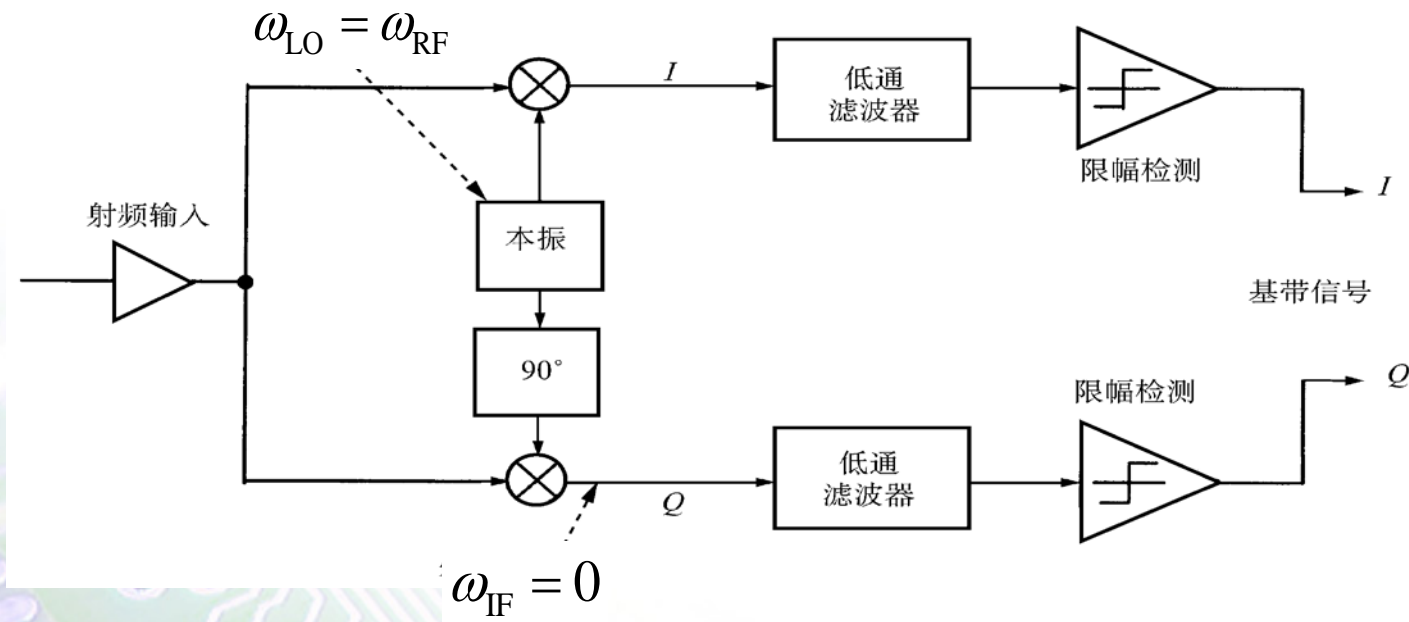 ω_LO = ω_RF
I
低通
滤波器
限幅检测
I
射频输入
本振
基带信号
90°
限幅检测
Q
低通
滤波器
Q
ω_IF = 0